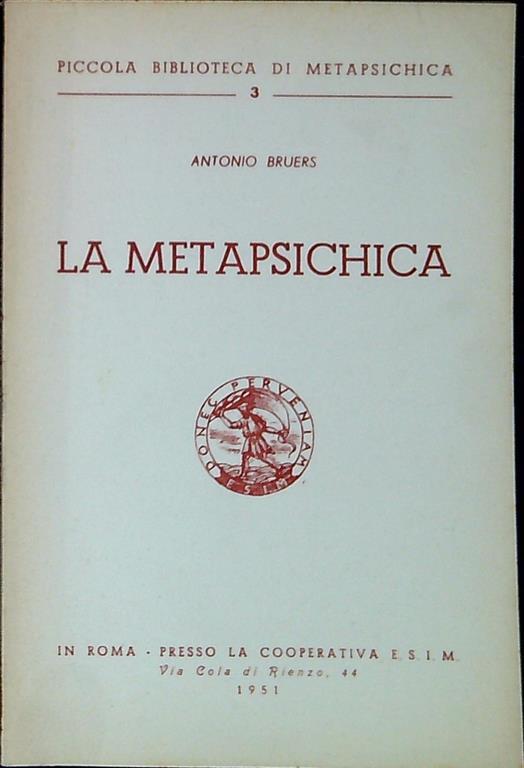 PICCOLA BIBLIOTECA DI METAPSICHICA
3
ANTONIO BRUERS
LA METAPSICHICA
DONEC PERVENIAM
E S I M
IN ROMA - PRESSO LA COOPERATIVA E. S. I. M.
Via Cola di Rienzo, 44
1951